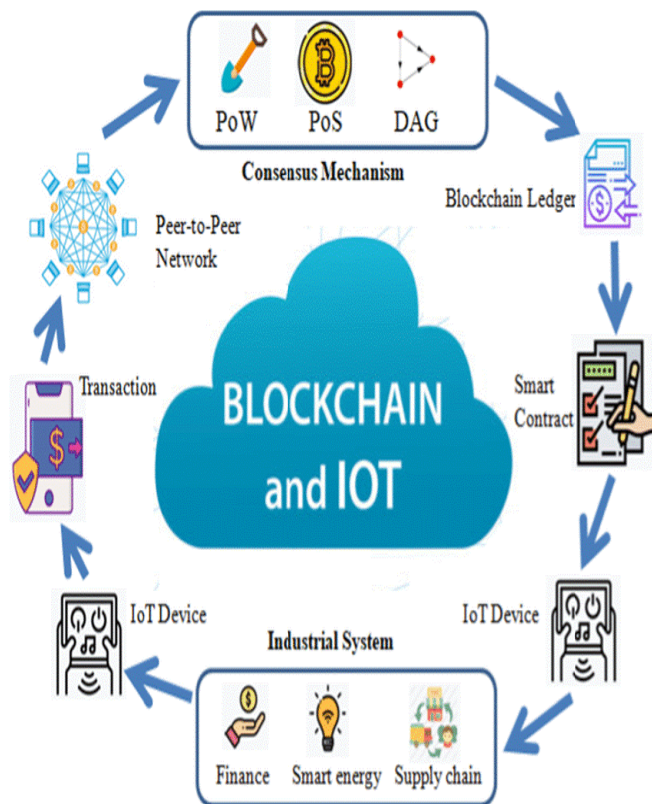 PoW
PoS
DAG
Consensus Mechanism
Blockchain Ledger
Peer-to-Peer
Network
BLOCKCHAIN
and IOT
Transaction
Smart
Contract
IoT Device
IoT Device
Industrial System
Finance
Smart energy
Supply chain